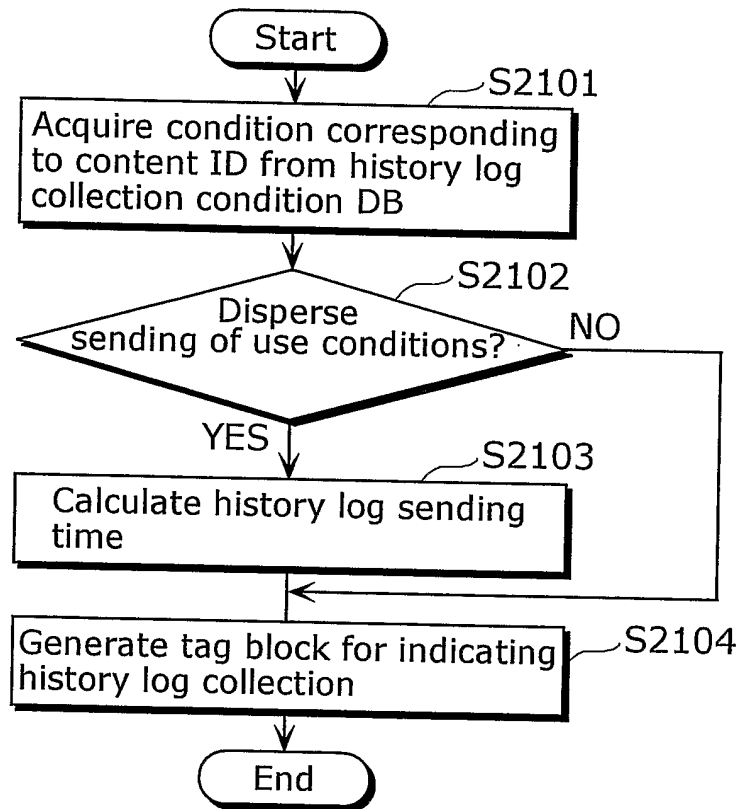 Start
S2101
Acquire condition corresponding
to content ID from history log
collection condition DB
S2102
Disperse
sending of use conditions?
NO
YES
S2103
Calculate history log sending
time
Generate tag block for indicating
history log collection
S2104
End